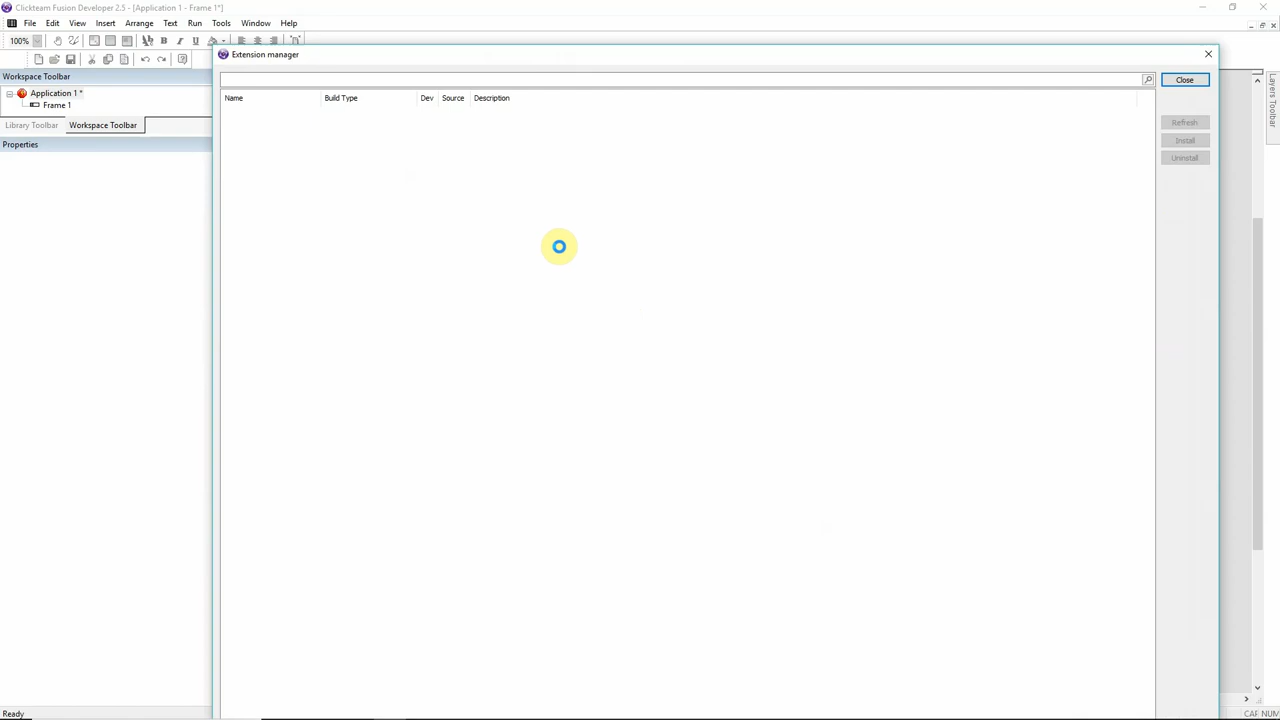 Clickteam Fusion Developer 2.5 - [Application 1 - Frame 1*]
File Edit View Insert Arrange Text Run Tools Window Help
100%
Extension manager
Workspace Toolbar
Close
Application 1 *
Name Build Type Dev Source Description
Frame 1
Layers Toolbar
Refresh
Library Toolbar Workspace Toolbar
Install
Properties
Uninstall
Ready
CAP NUM